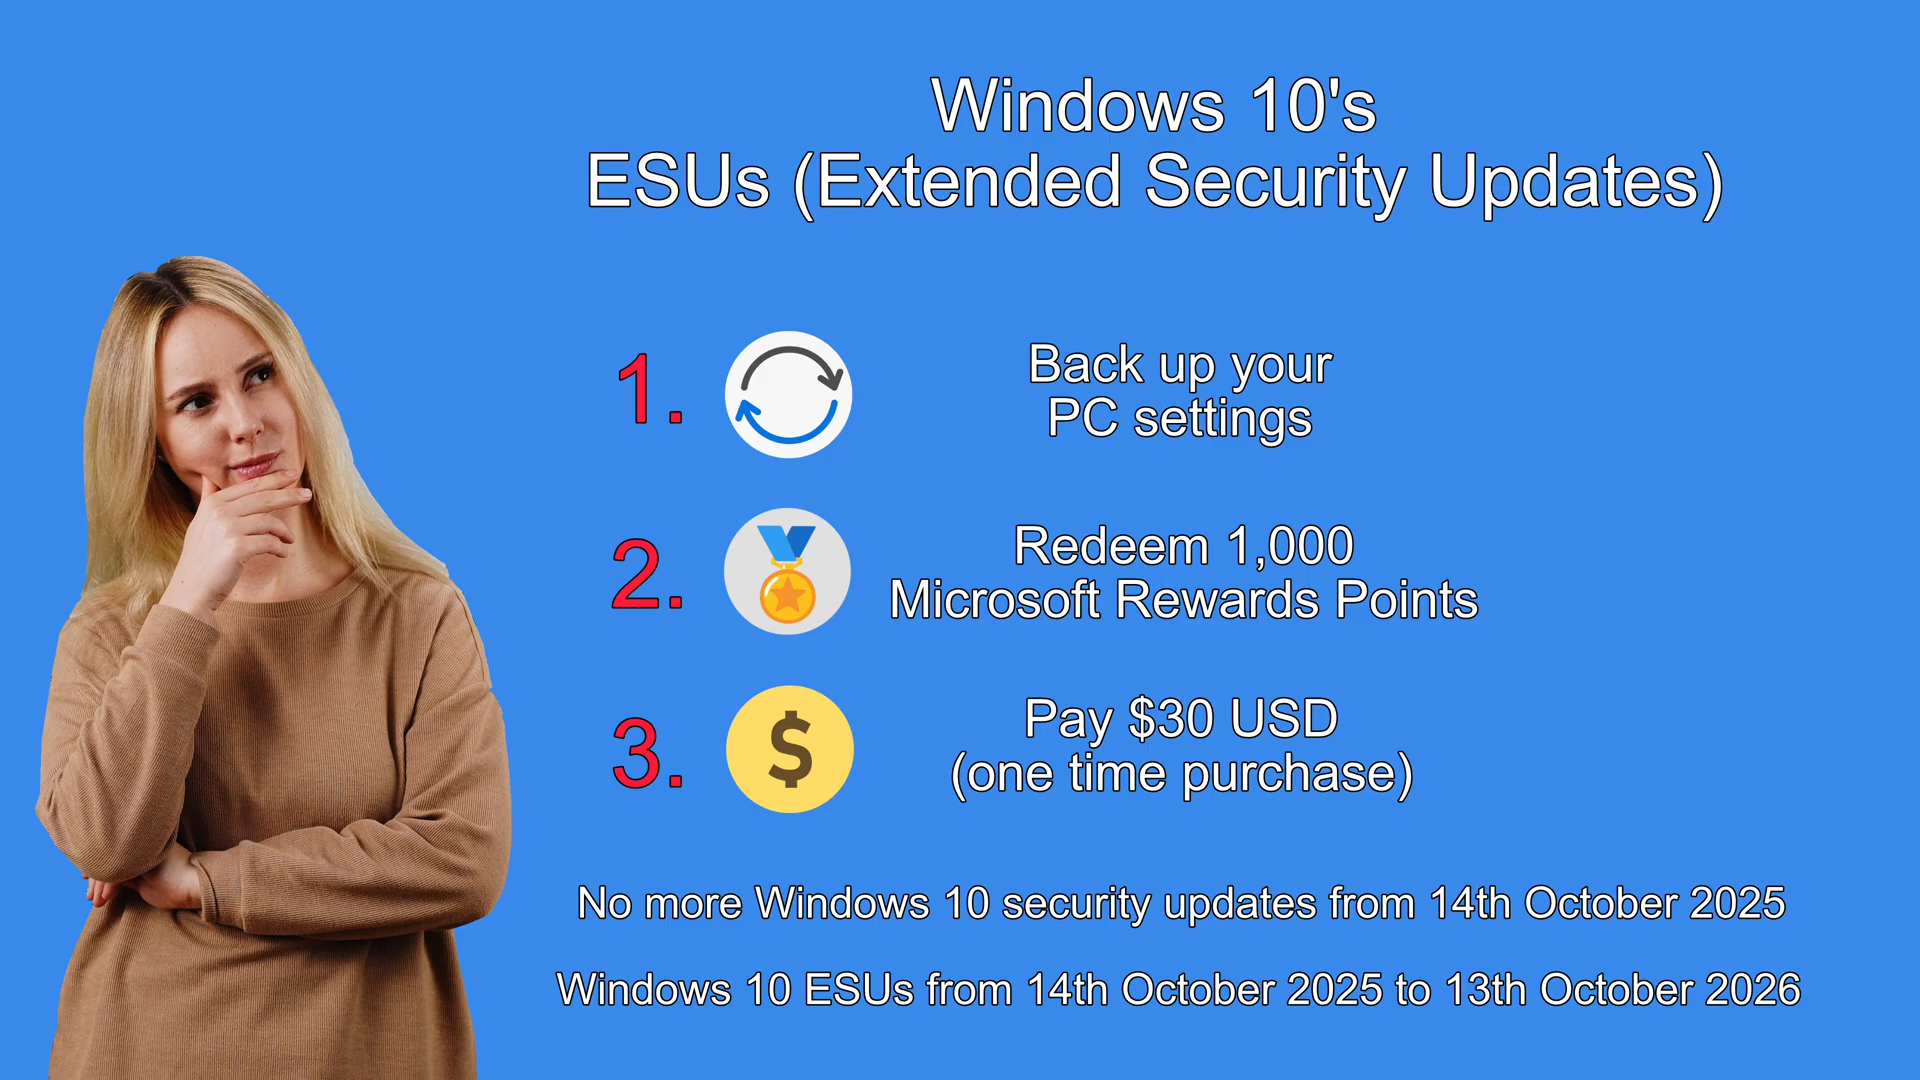 Windows 10's
ESUs (Extended Security Updates)
1.
Back up your
PC settings
2.
Redeem 1,000
Microsoft Rewards Points
3.
$
Pay $30 USD
(one time purchase)
No more Windows 10 security updates from 14th October 2025
Windows 10 ESUs from 14th October 2025 to 13th October 2026